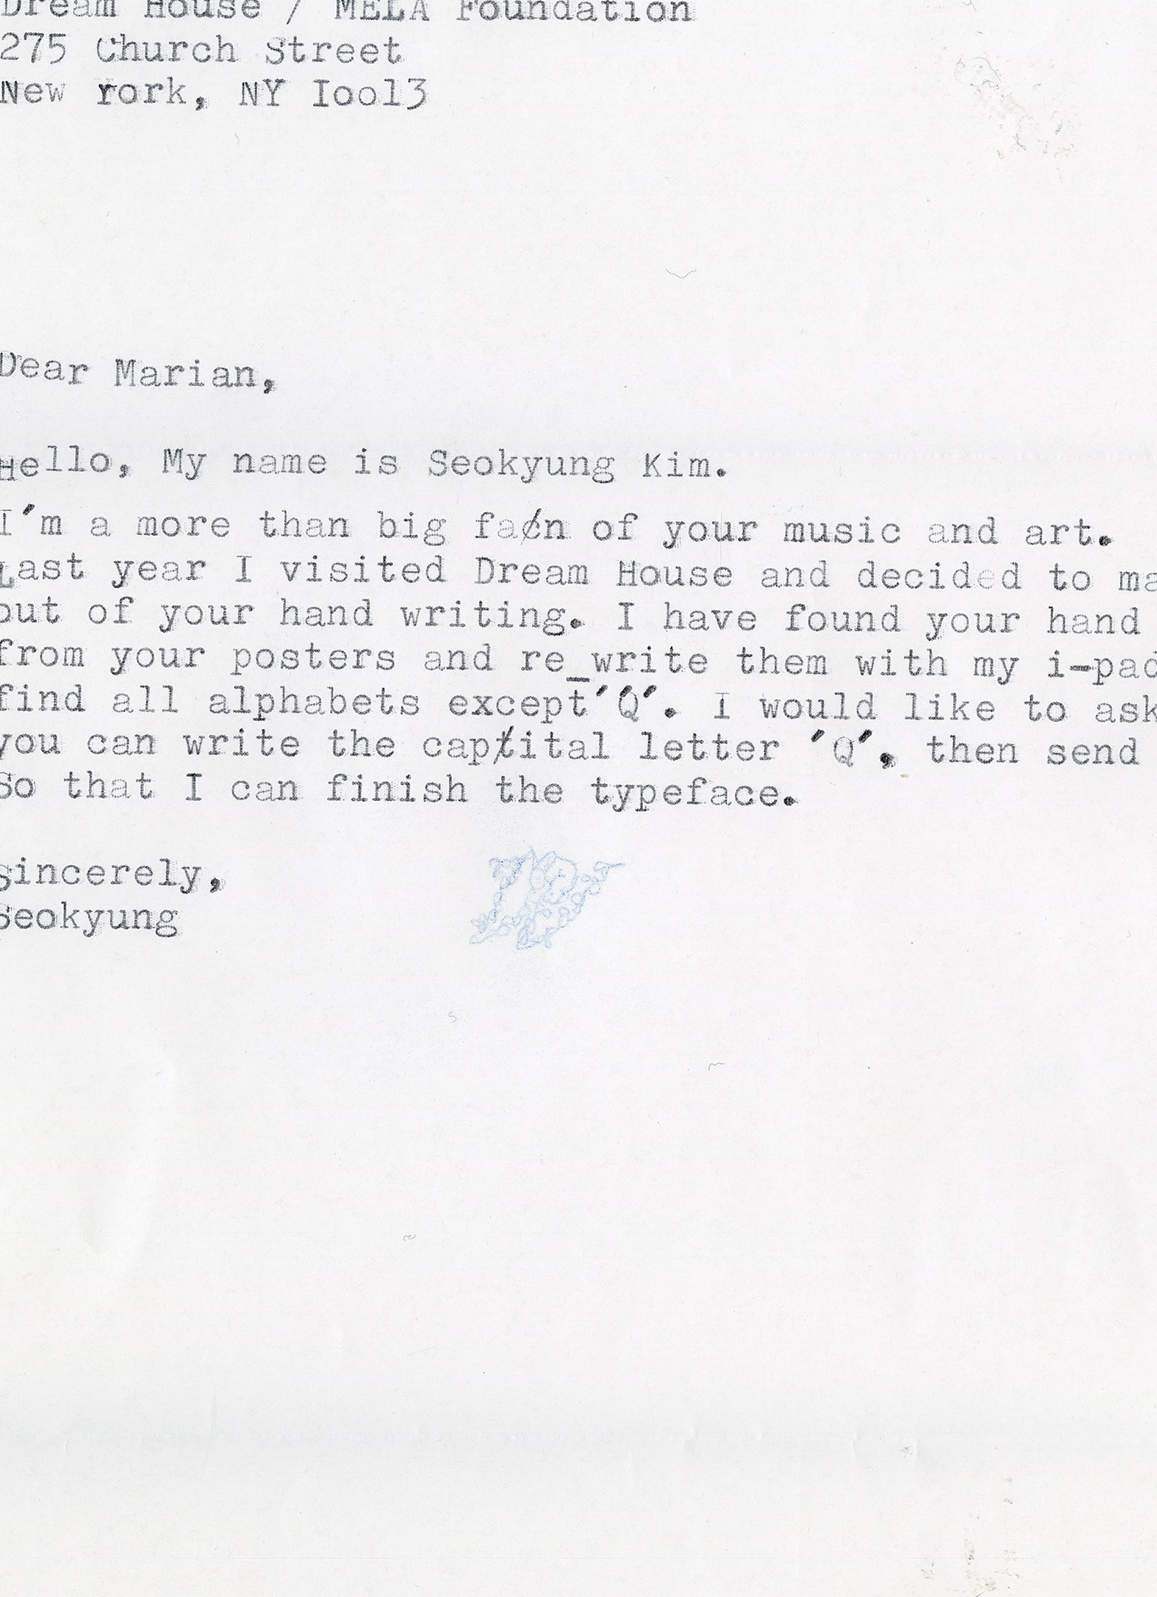 Dream House / MELA Foundation
275 Church Street
New York, NY Ioo13
Dear Marian,
Hello, My name is Seokyung Kim.
I'm a more than big fa¢n of your music and art.
Last year I visited Dream House and decided to ma
out of your hand writing. I have found your hand
from your posters and re_write them with my i-pad
find all alphabets except'Q'. I would like to ask
you can write the cap/tital letter 'Q', then send
So that I can finish the typeface.
Sincerely,
Seokyung